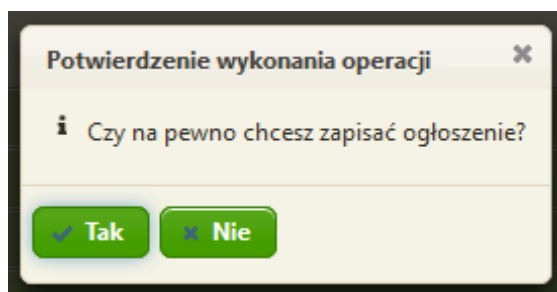 Potwierdzenie wykonania operacji
Czy na pewno chcesz zapisać ogłoszenie?
Tak
Nie